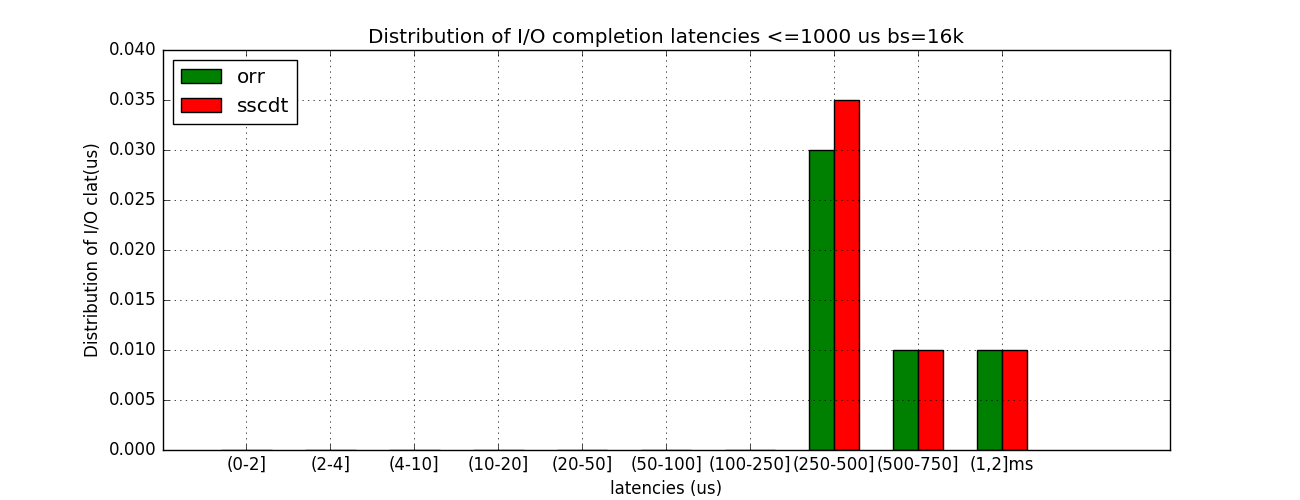 Distribution of I/O completion latencies <=1000 us bs=16k
orr
sscdt
Distribution of I/O clat(us)
0.040
0.035
0.030
0.025
0.020
0.015
0.010
0.005
0.000
(0-2] (2-4] (4-10] (10-20] (20-50] (50-100] (100-250] (250-500] (500-750] (1,2]ms
latencies (us)